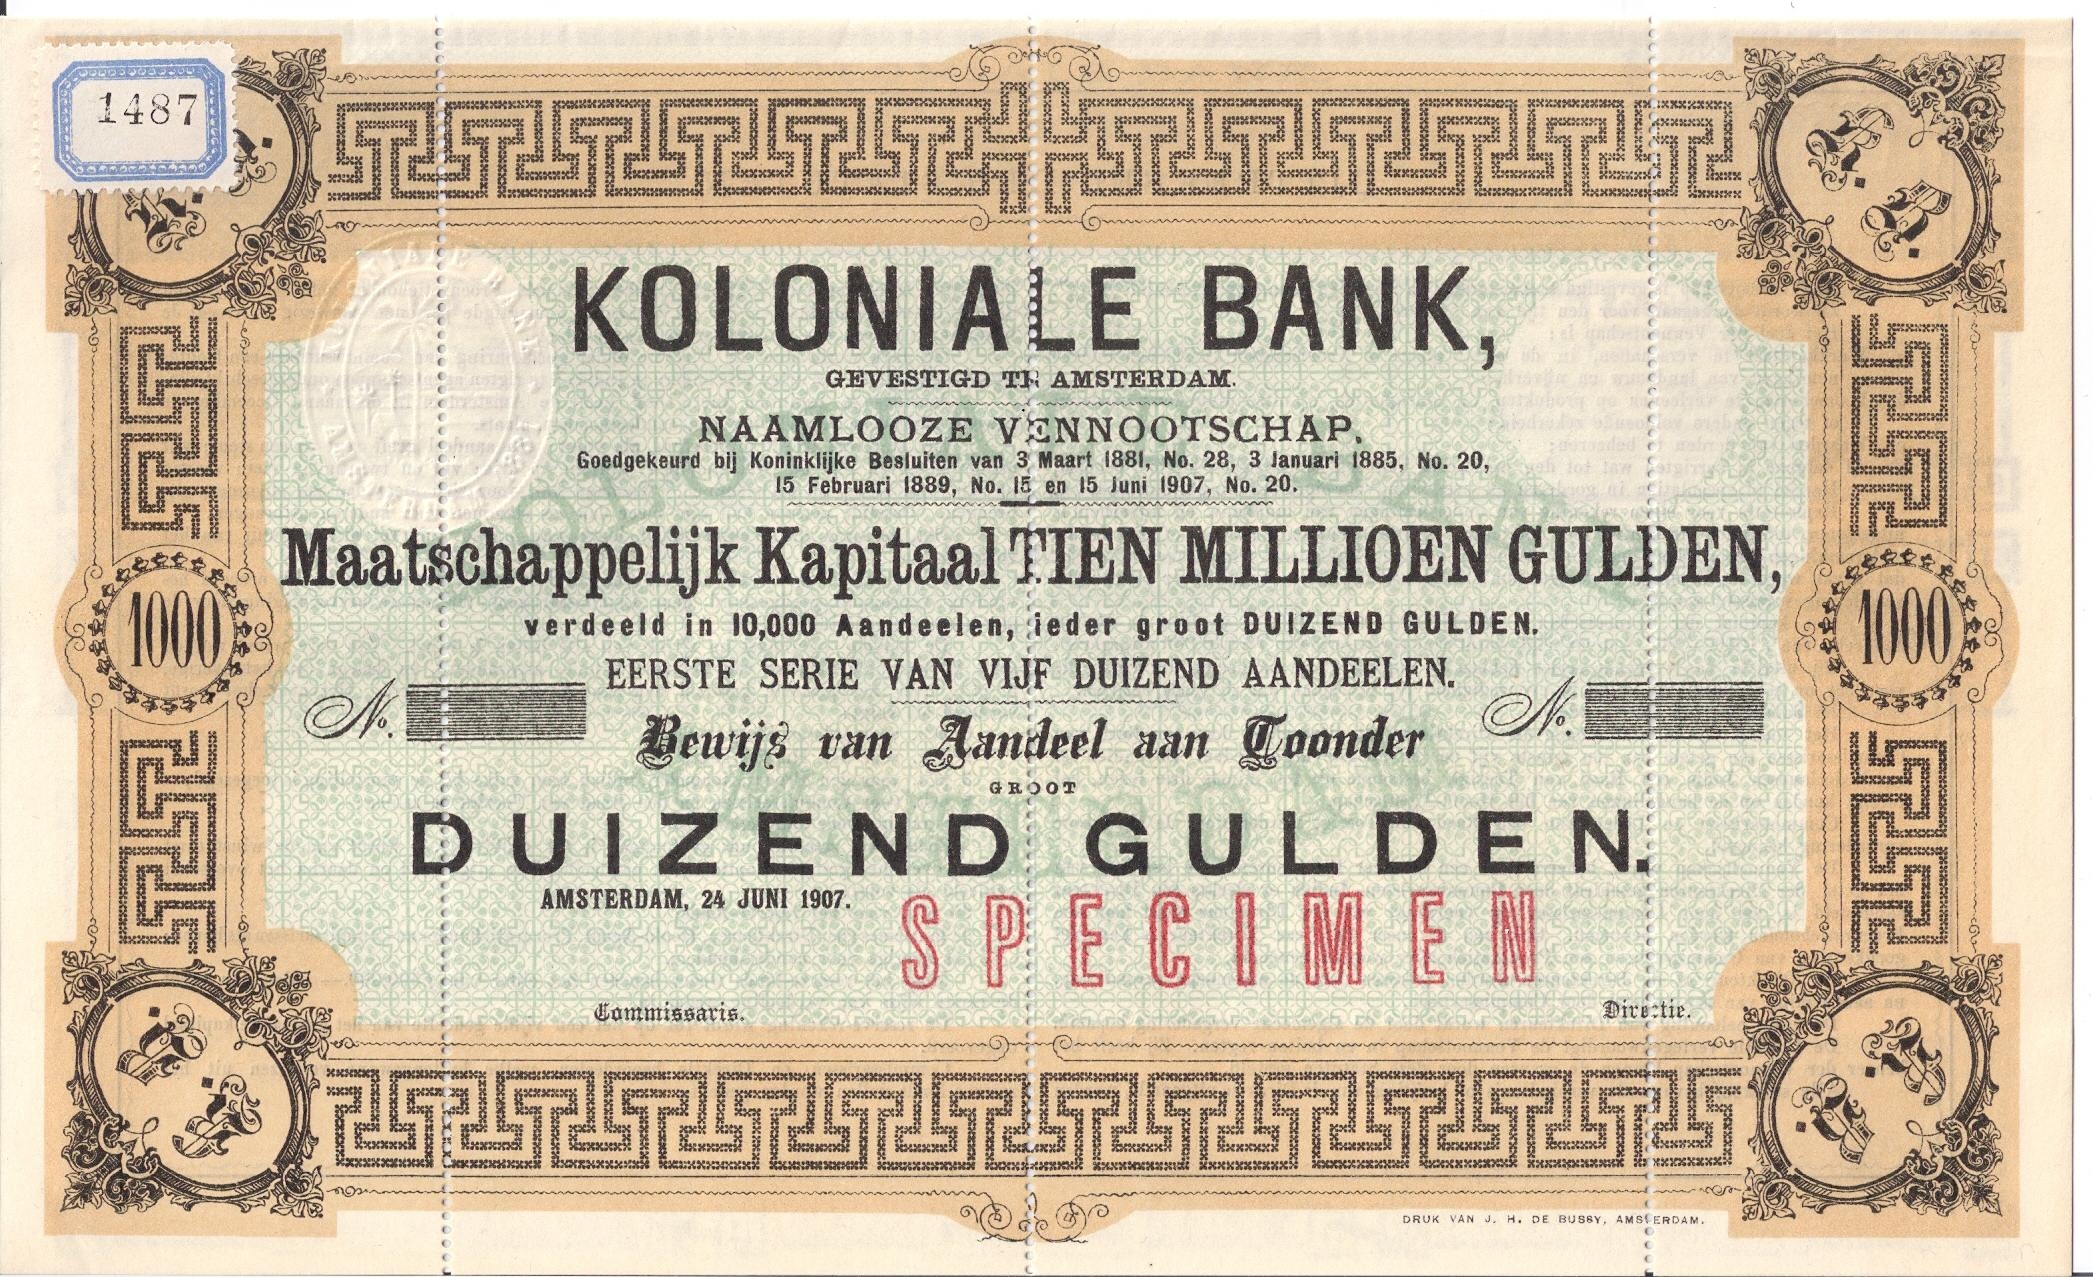 1487
KOLONIALE BANK,
GEVESTIGD TE AMSTERDAM.
NAAMLOOZE VENNOOTSCHAP.
Goedgekeurd bij Koninklijke Besluiten van 3 Maart 1881, No. 28, 3 Januari 1885, No. 20,
15 Februari 1889, No. 15 en 15 Juni 1907, No. 20.
Maatschappelijk Kapitaal TIEN MILLIOEN GULDEN,
verdeeld in 10,000 Aandeelen, ieder groot DUIZEND GULDEN.
1000
1000
EERSTE SERIE VAN VIJF DUIZEND AANDEELEN.
No.
No.
Bewijs van Aandeel aan Toonder
GROOT
DUIZEND GULDEN.
AMSTERDAM, 24 JUNI 1907.
SPECIMEN
Commissaris.
Directie.
DRUK VAN J. H. DE BUSSY, AMSTERDAM.